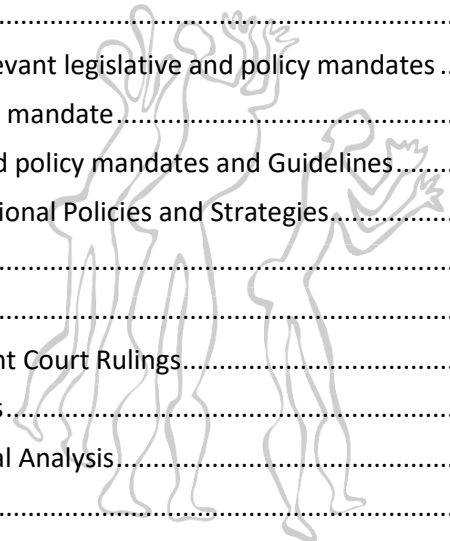 ........................................................
evant legislative and policy mandates ..
mandate............................................
d policy mandates and Guidelines.......
ional Policies and Strategies................
........................................................
........................................................
nt Court Rulings..................................
s.......................................................
al Analysis..........................................
........................................................